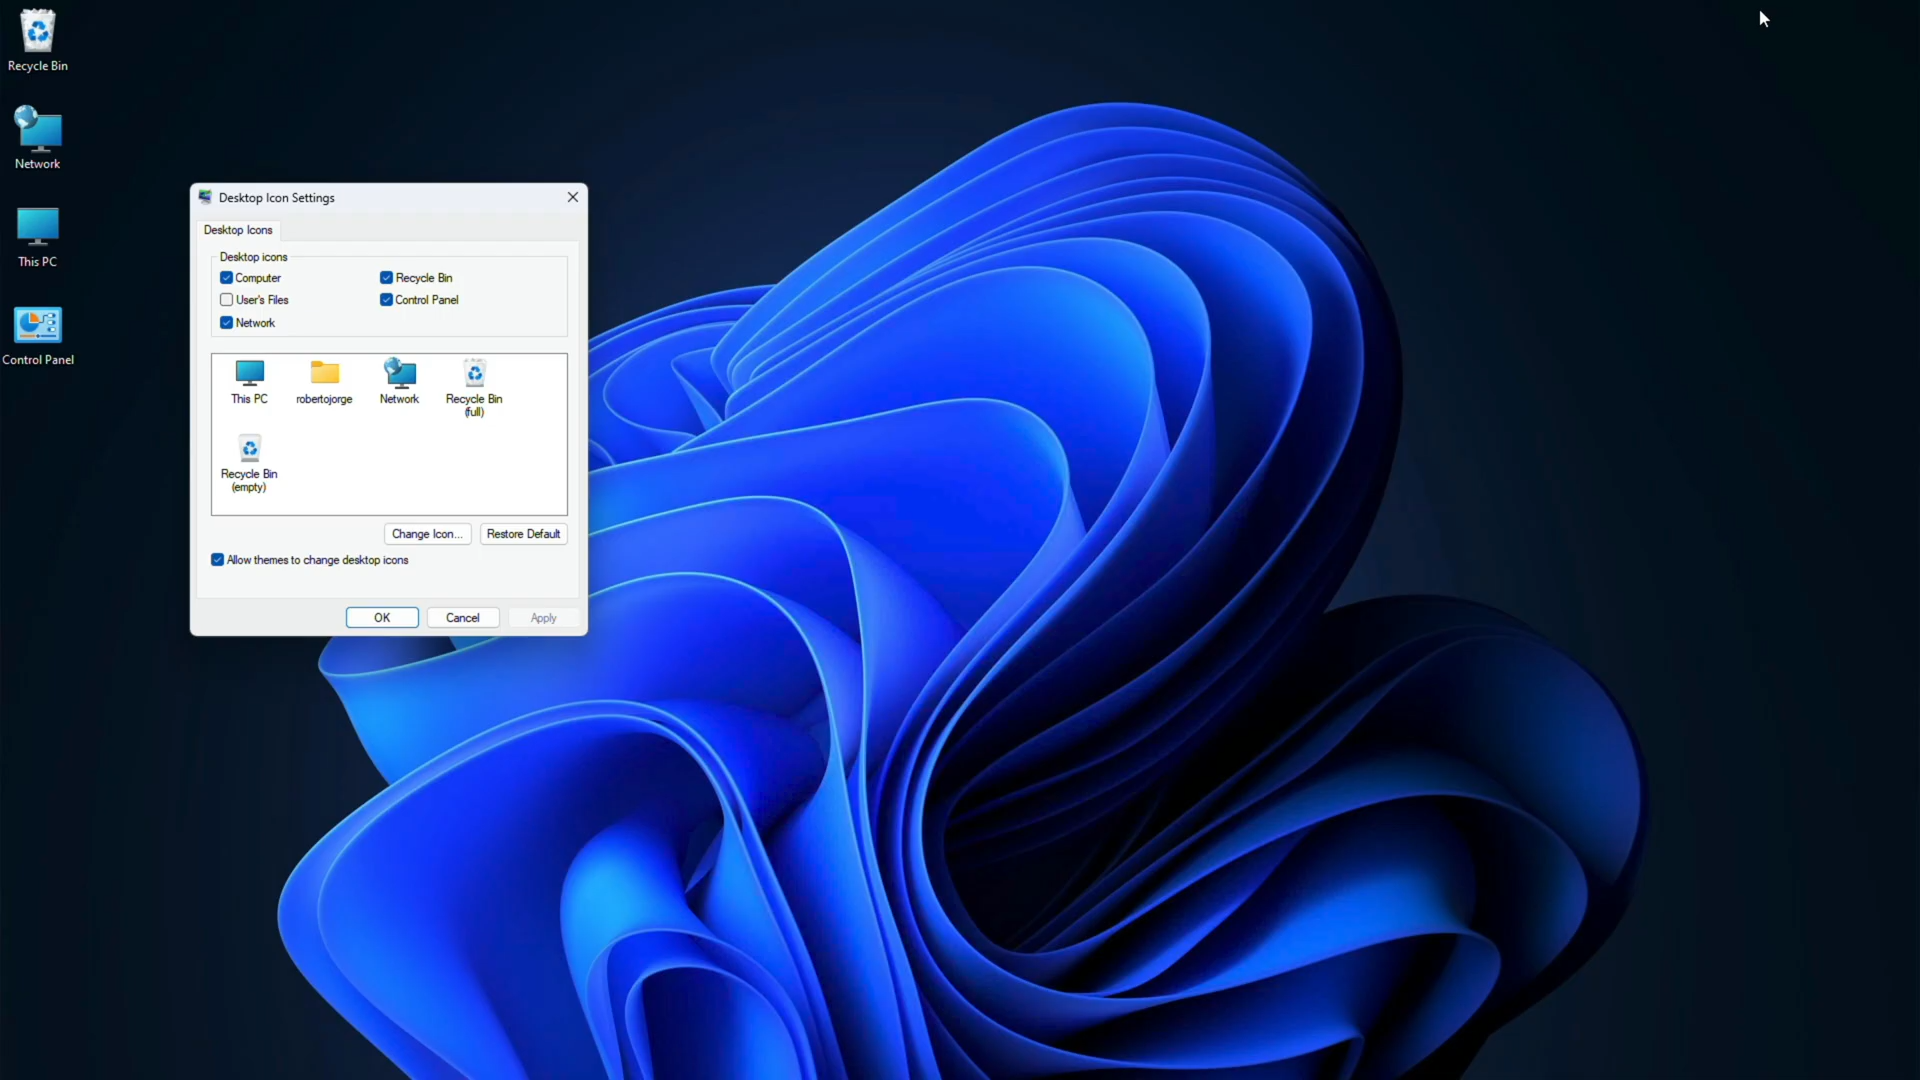 Recycle Bin
Network
This PC
Control Panel
Desktop Icon Settings
Desktop Icons
Desktop icons
Computer
Recycle Bin
User's Files
Control Panel
Network
This PC
robertojorge
Network
Recycle Bin
(full)
Recycle Bin
(empty)
Change Icon...
Restore Default
Allow themes to change desktop icons
OK
Cancel
Apply